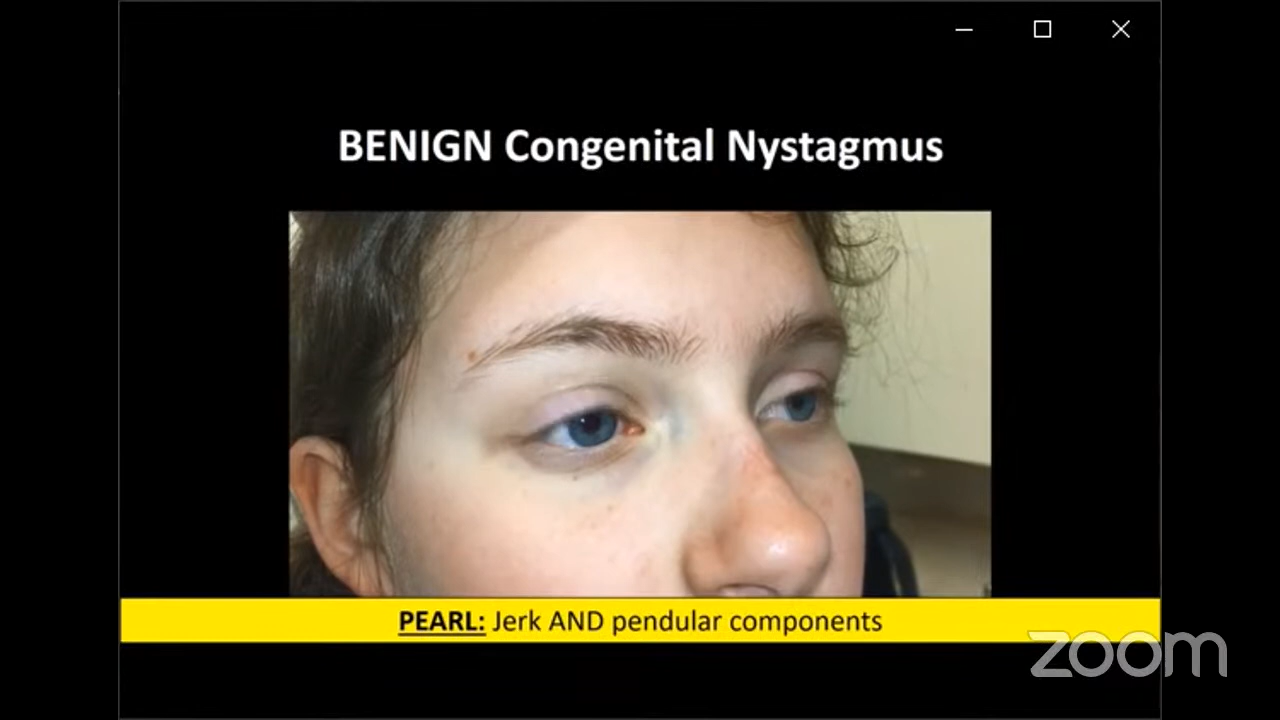 BENIGN Congenital Nystagmus
PEARL: Jerk AND pendular components
zoom